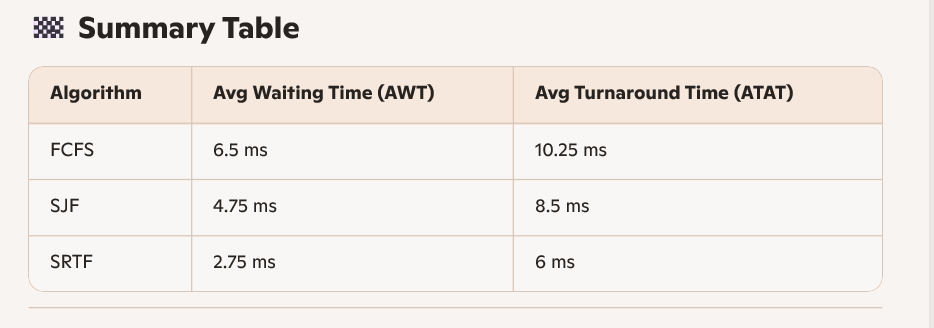 Summary Table
Algorithm Avg Waiting Time (AWT) Avg Turnaround Time (ATAT)
FCFS 6.5 ms 10.25 ms
SJF 4.75 ms 8.5 ms
SRTF 2.75 ms 6 ms